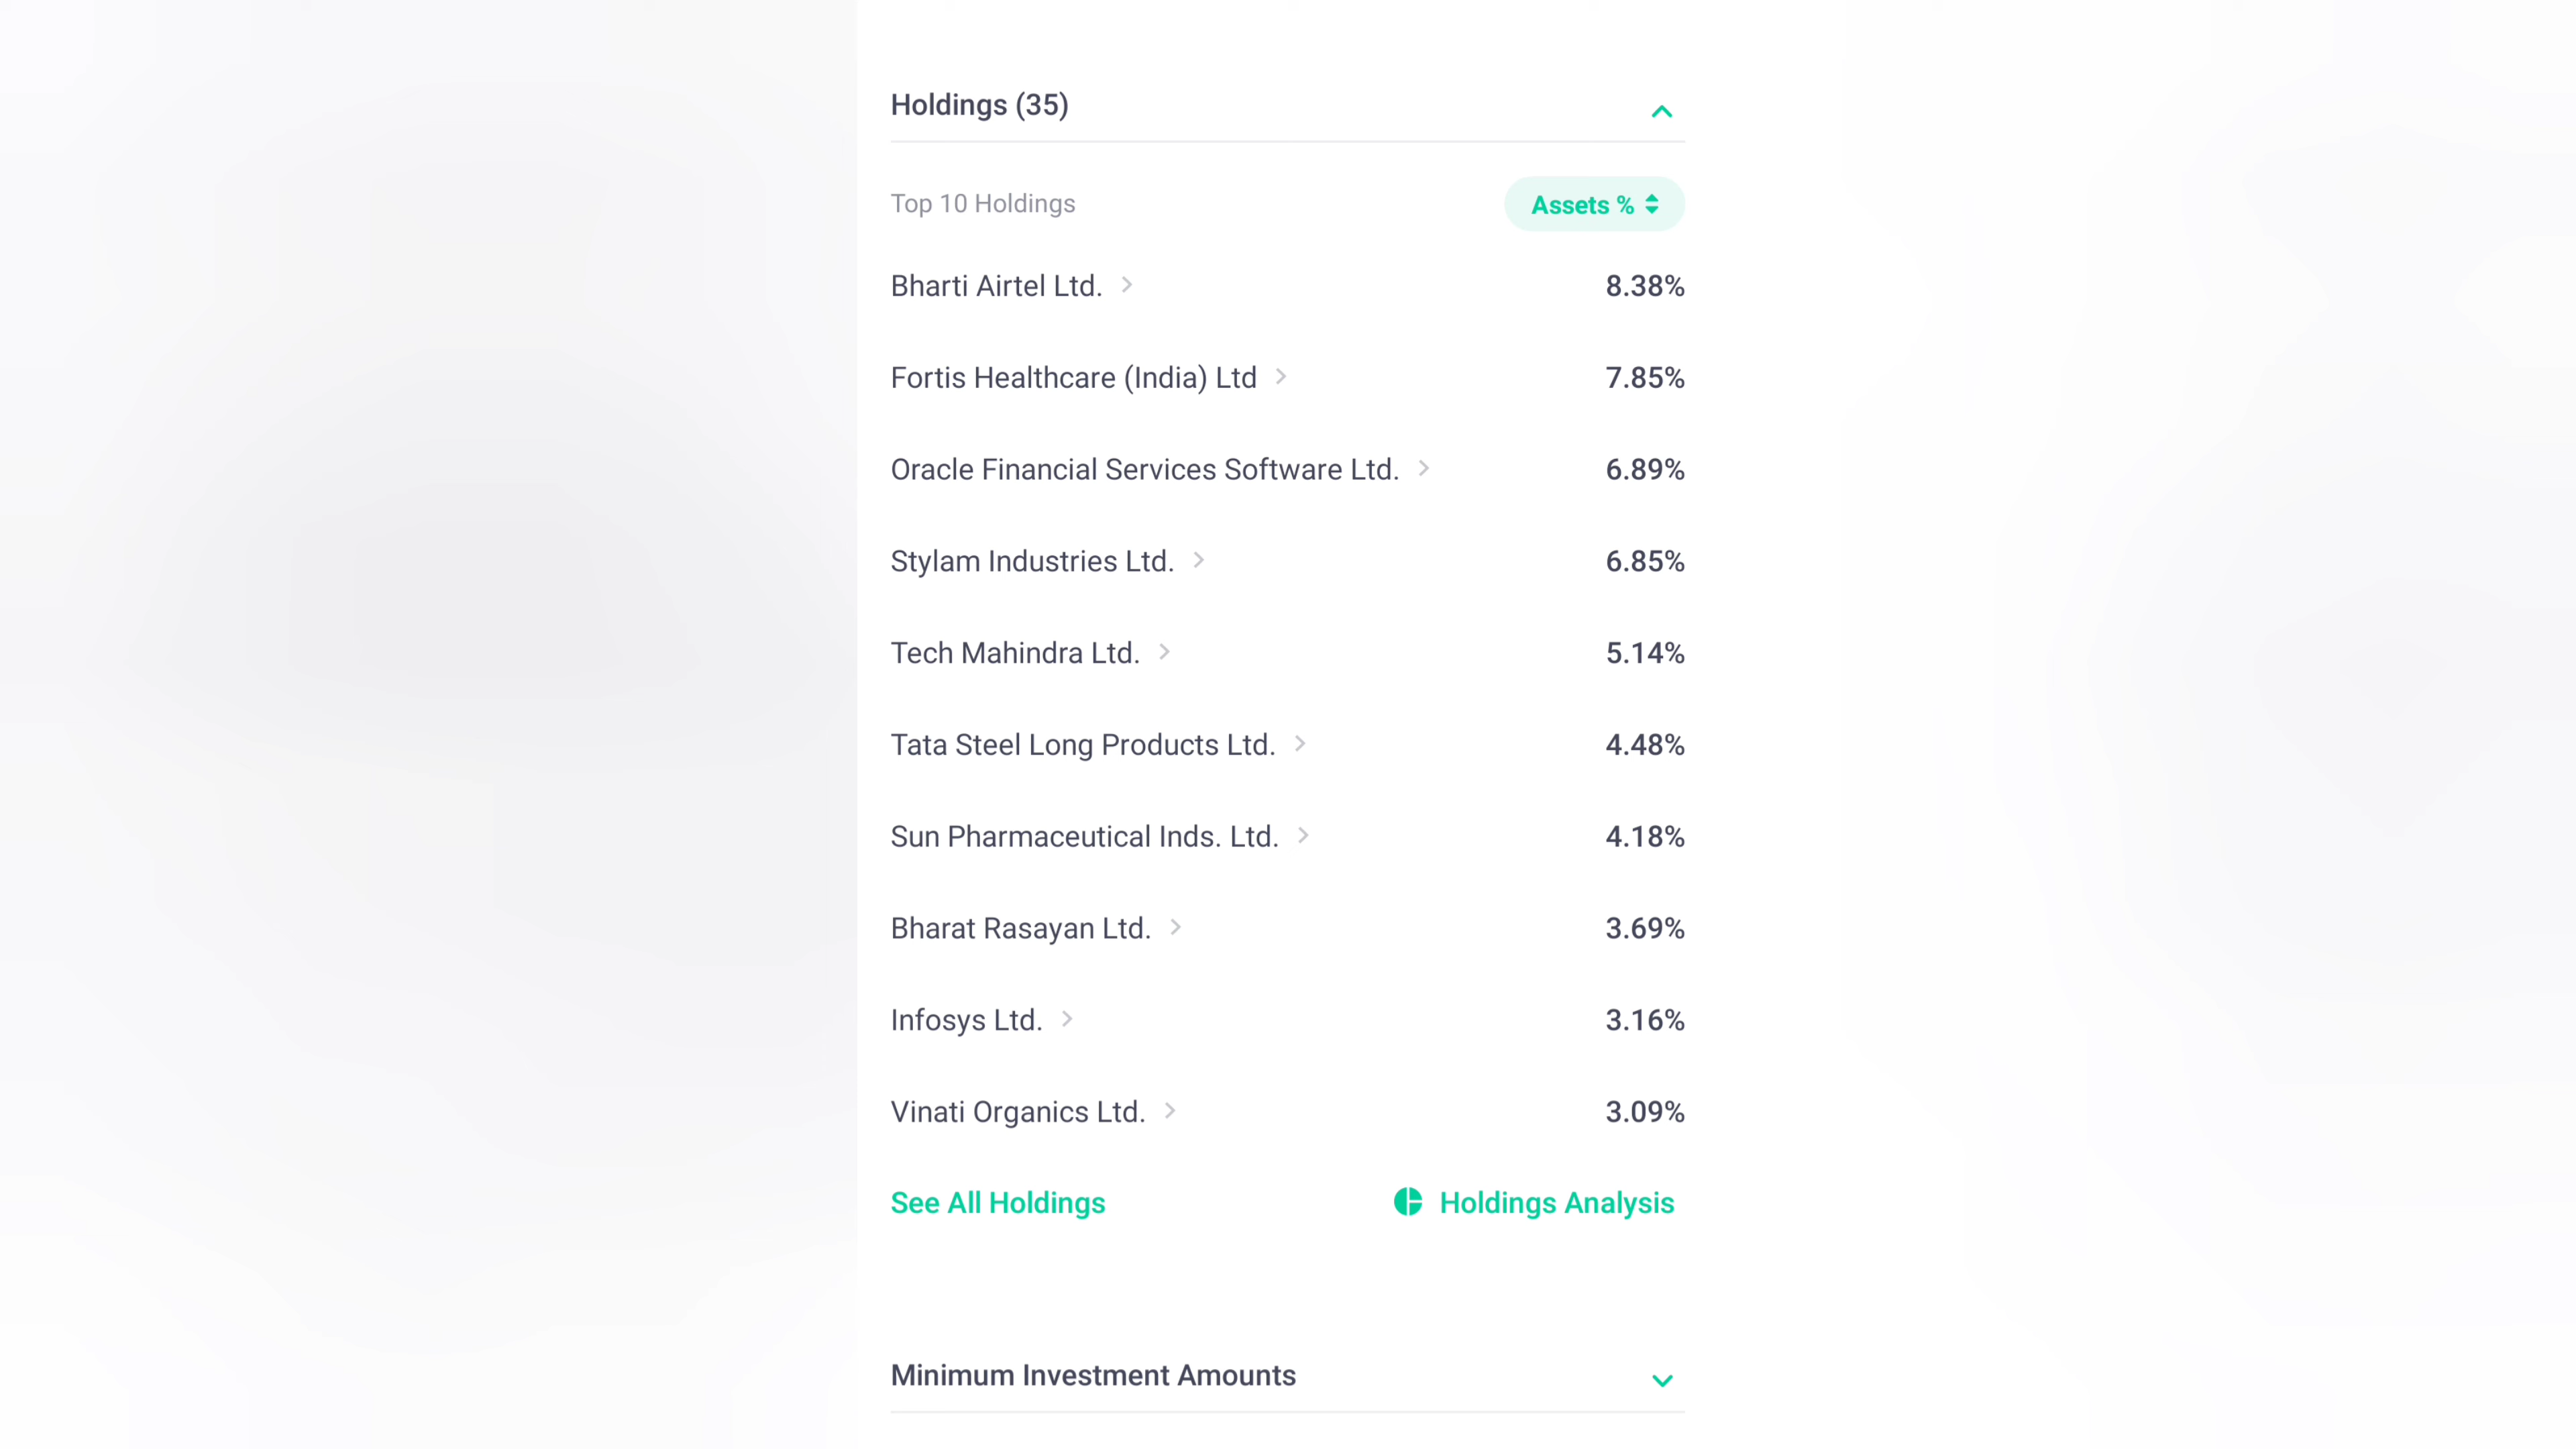 Holdings (35)
Top 10 Holdings Assets %
Bharti Airtel Ltd. 8.38%
Fortis Healthcare (India) Ltd 7.85%
Oracle Financial Services Software Ltd. 6.89%
Stylam Industries Ltd. 6.85%
Tech Mahindra Ltd. 5.14%
Tata Steel Long Products Ltd. 4.48%
Sun Pharmaceutical Inds. Ltd. 4.18%
Bharat Rasayan Ltd. 3.69%
Infosys Ltd. 3.16%
Vinati Organics Ltd. 3.09%
See All Holdings Holdings Analysis
Minimum Investment Amounts